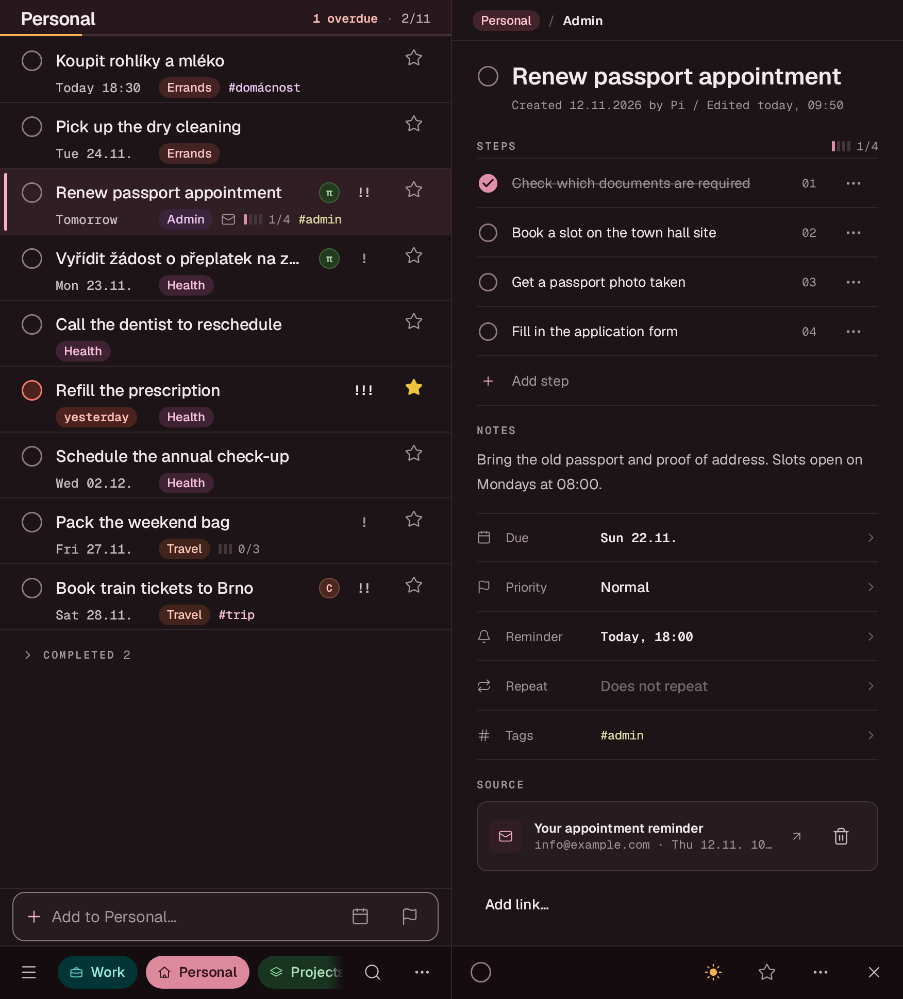 Personal
1 overdue · 2/11
Koupit rohlíky a mléko
Today 18:30 Errands #domácnost
Pick up the dry cleaning
Tue 24.11. Errands
Renew passport appointment π !!
Tomorrow Admin 1/4 #admin
Vyřídit žádost o přeplatek na z… π !
Mon 23.11. Health
Call the dentist to reschedule
Health
Refill the prescription !!!
yesterday Health
Schedule the annual check-up
Wed 02.12. Health
Pack the weekend bag !
Fri 27.11. Travel 0/3
Book train tickets to Brno C !!
Sat 28.11. Travel #trip
COMPLETED 2
Add to Personal…
Work Personal Projects
Personal / Admin
Renew passport appointment
Created 12.11.2026 by Pi / Edited today, 09:50
STEPS 1/4
Check which documents are required 01
Book a slot on the town hall site 02
Get a passport photo taken 03
Fill in the application form 04
+ Add step
NOTES
Bring the old passport and proof of address. Slots open on
Mondays at 08:00.
Due Sun 22.11.
Priority Normal
Reminder Today, 18:00
Repeat Does not repeat
Tags #admin
SOURCE
Your appointment reminder
info@example.com · Thu 12.11. 10…
Add link…